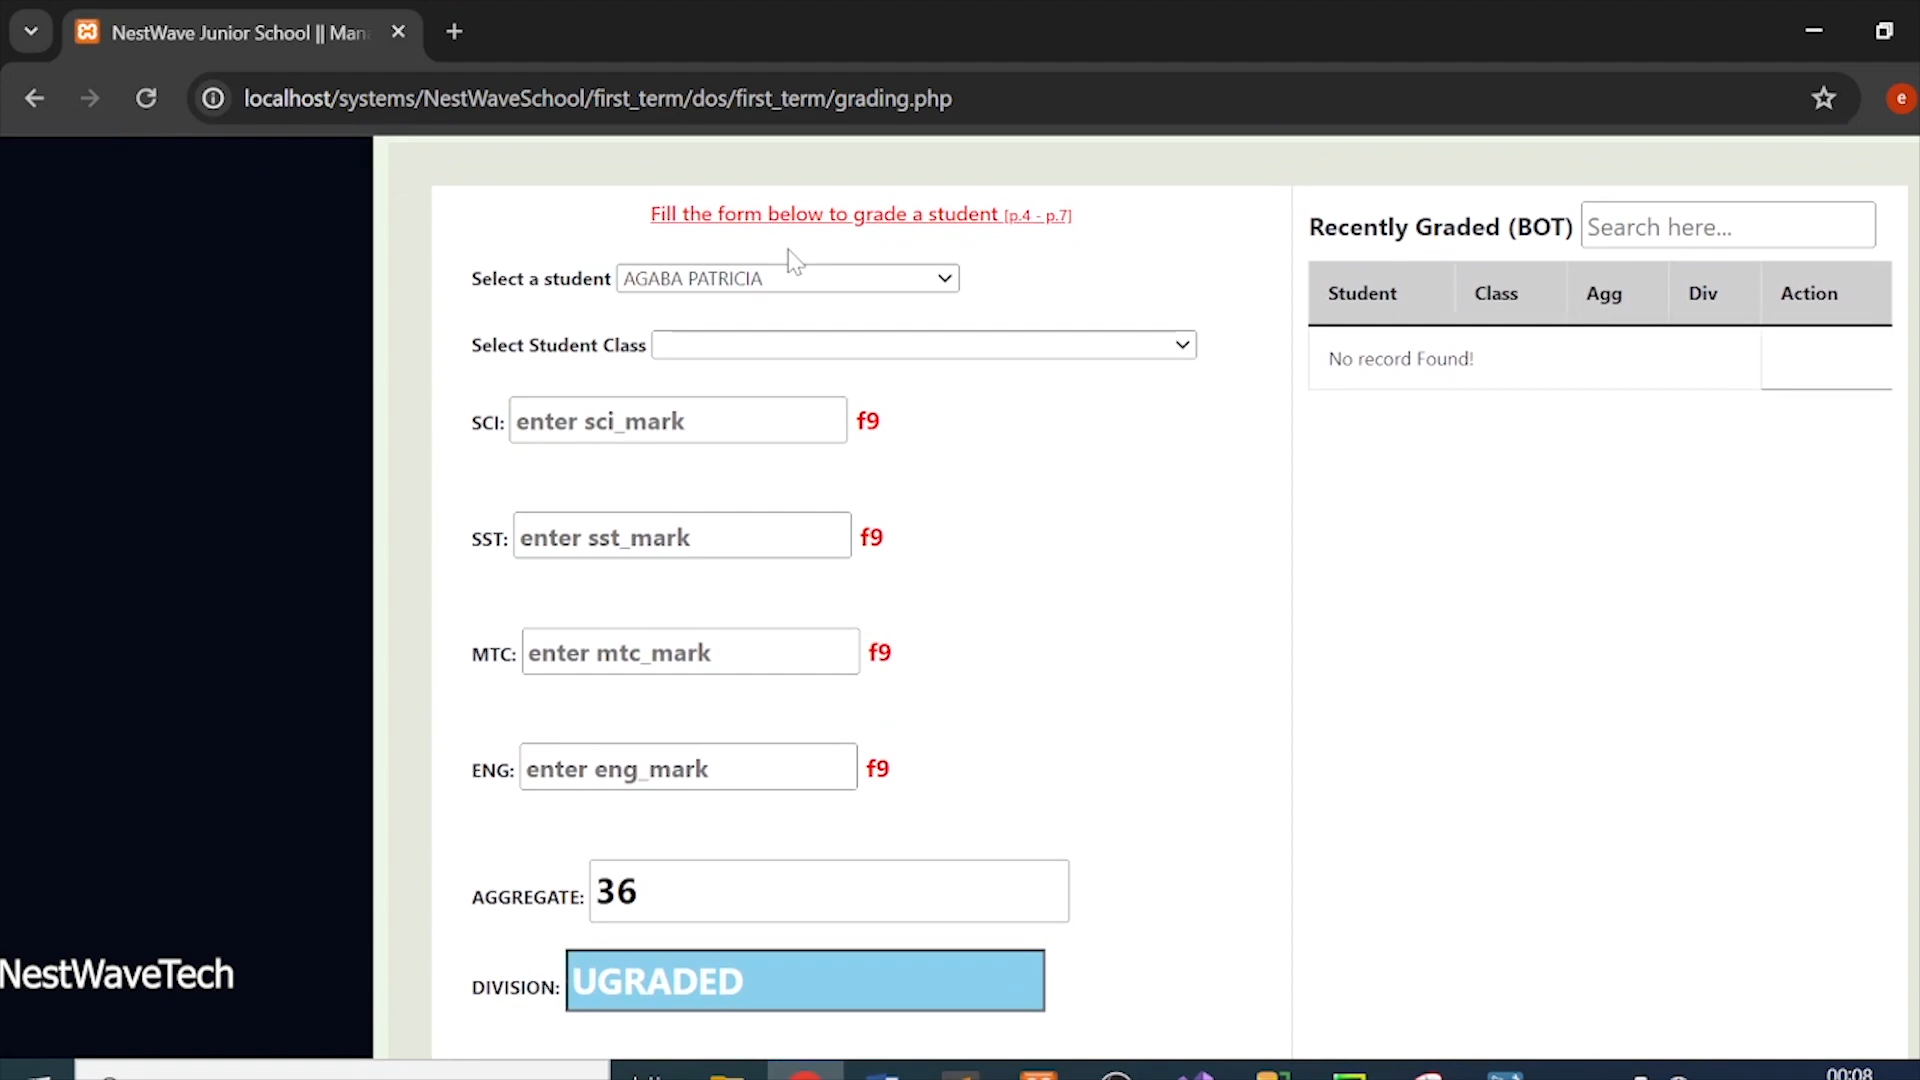 NestWave Junior School || Man
localhost/systems/NestWaveSchool/first_term/dos/first_term/grading.php
e
Fill the form below to grade a student [p.4 - p.7]
Select a student AGABA PATRICIA
Select Student Class
SCI: enter sci_mark f9
SST: enter sst_mark f9
MTC: enter mtc_mark f9
ENG: enter eng_mark f9
AGGREGATE: 36
DIVISION: UGRADED
Recently Graded (BOT) Search here...
Student Class Agg Div Action
No record Found!
NestWaveTech
00:08